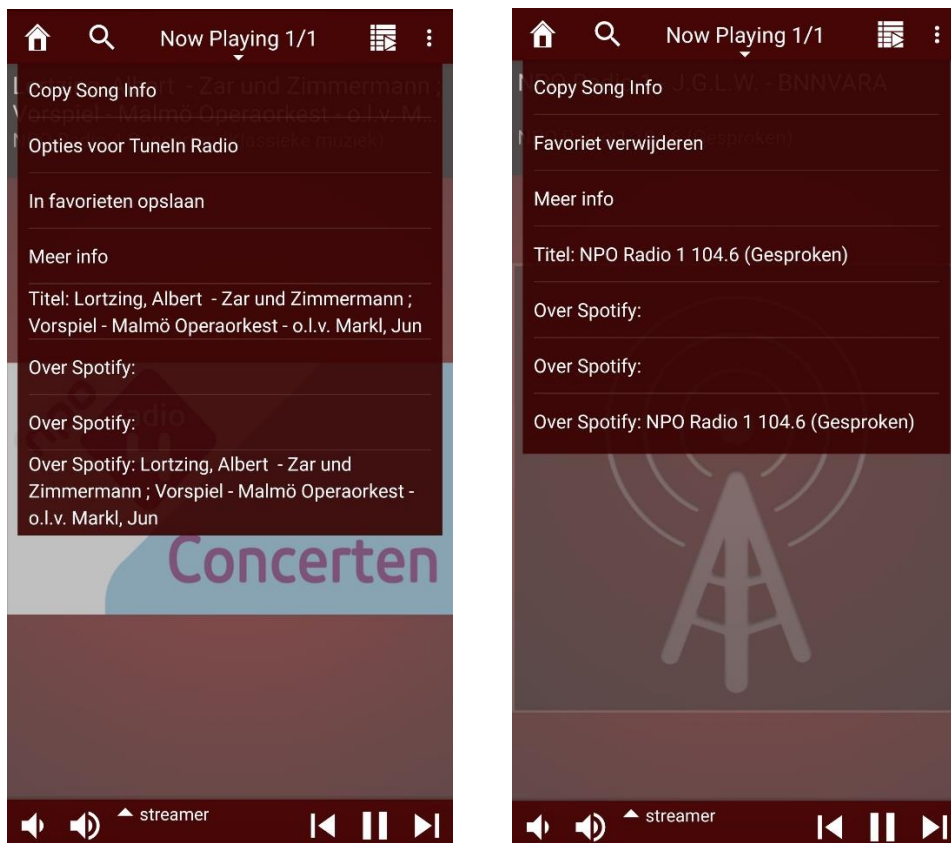 Now Playing 1/1
Copy Song Info
Opties voor TuneIn Radio
In favorieten opslaan
Meer info
Titel: Lortzing, Albert - Zar und Zimmermann ;
Vorspiel - Malmö Operaorkest - o.l.v. Markl, Jun
Over Spotify:
Over Spotify:
Over Spotify: Lortzing, Albert - Zar und
Zimmermann ; Vorspiel - Malmö Operaorkest -
o.l.v. Markl, Jun
Concerten
streamer
Now Playing 1/1
J.G.L.W. - BNNVARA
Copy Song Info
Favoriet verwijderen
Meer info
Titel: NPO Radio 1 104.6 (Gesproken)
Over Spotify:
Over Spotify:
Over Spotify: NPO Radio 1 104.6 (Gesproken)
streamer